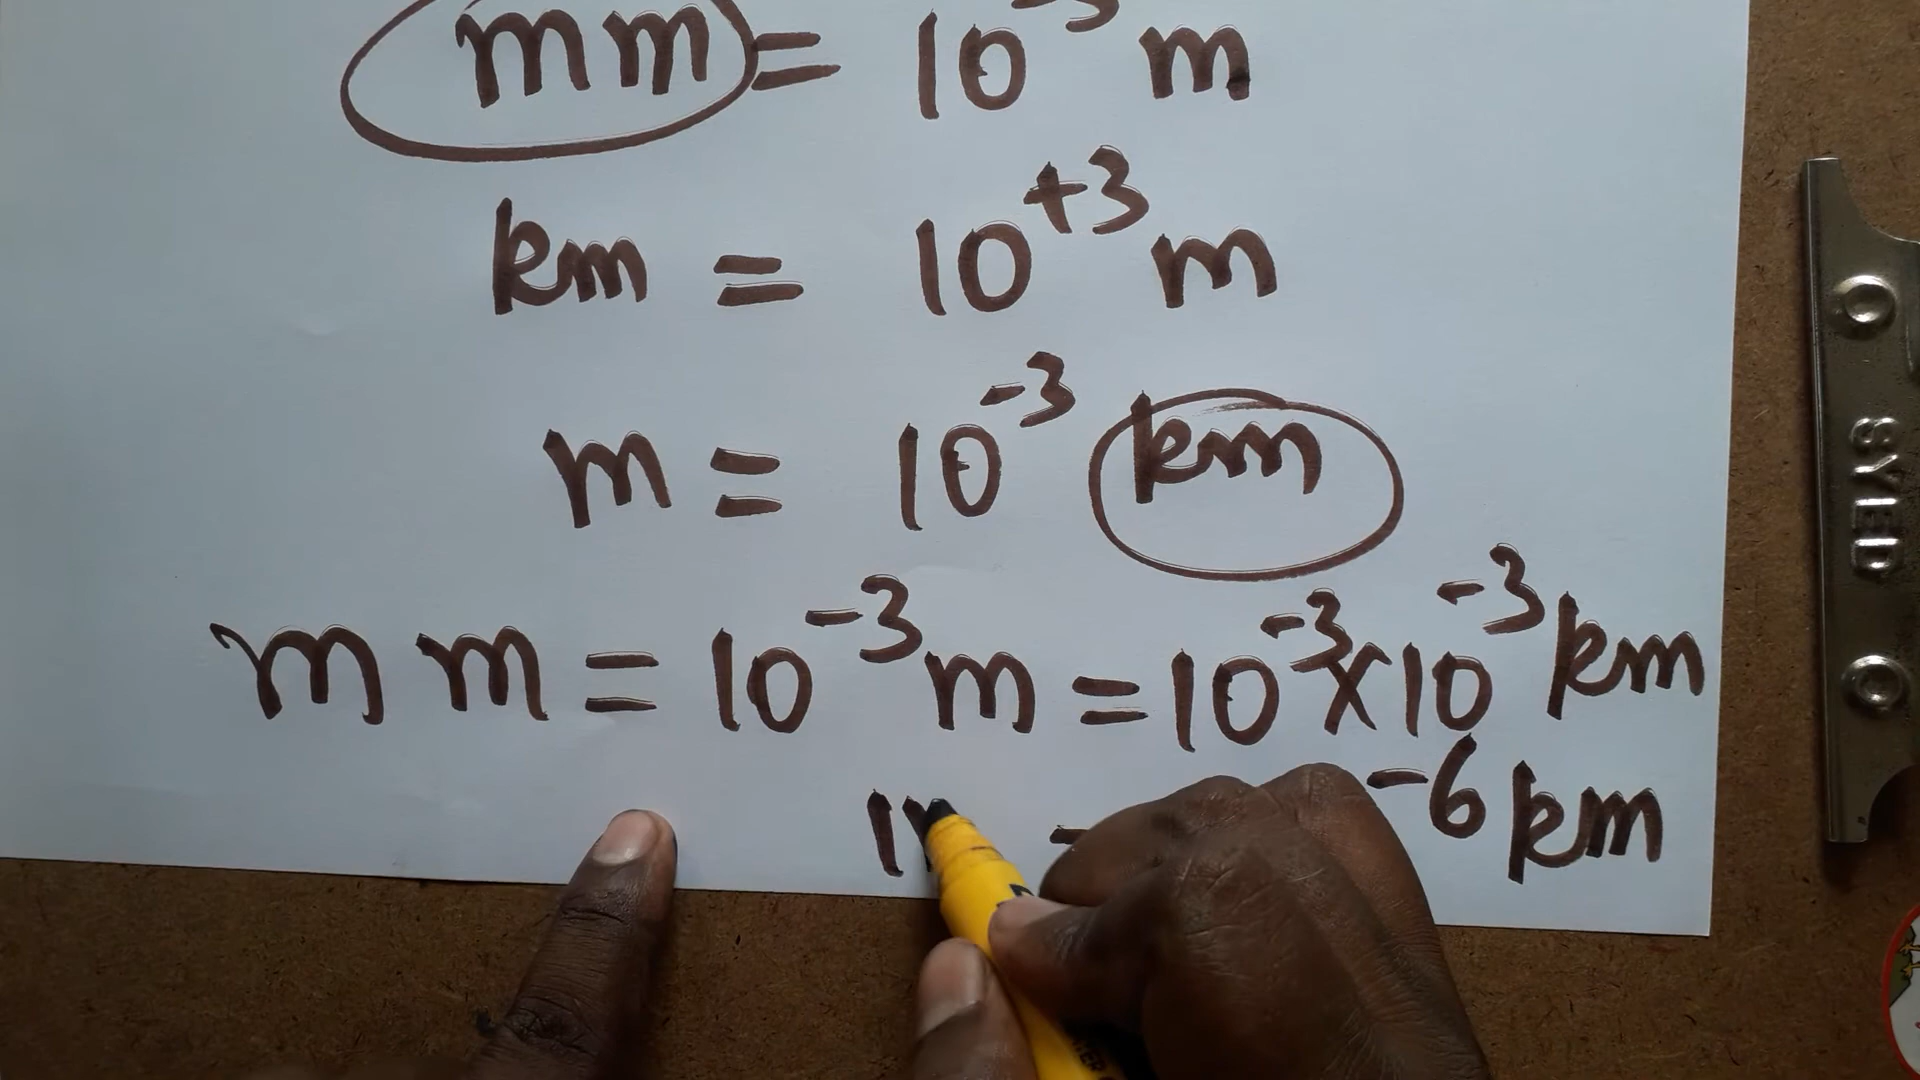 mm = 10⁻³ m
km = 10⁺³ m
m = 10⁻³ km
mm = 10⁻³ m = 10⁻³ x 10⁻³ km
⁻⁶ km
SYED